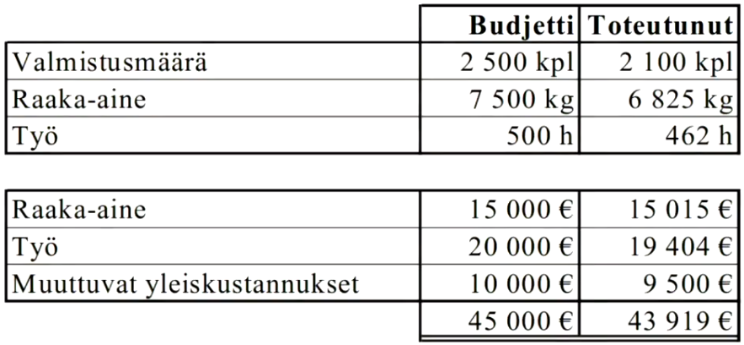 Budjetti Toteutunut
Valmistusmäärä 2 500 kpl 2 100 kpl
Raaka-aine 7 500 kg 6 825 kg
Työ 500 h 462 h
Raaka-aine 15 000 € 15 015 €
Työ 20 000 € 19 404 €
Muuttuvat yleiskustannukset 10 000 € 9 500 €
45 000 € 43 919 €